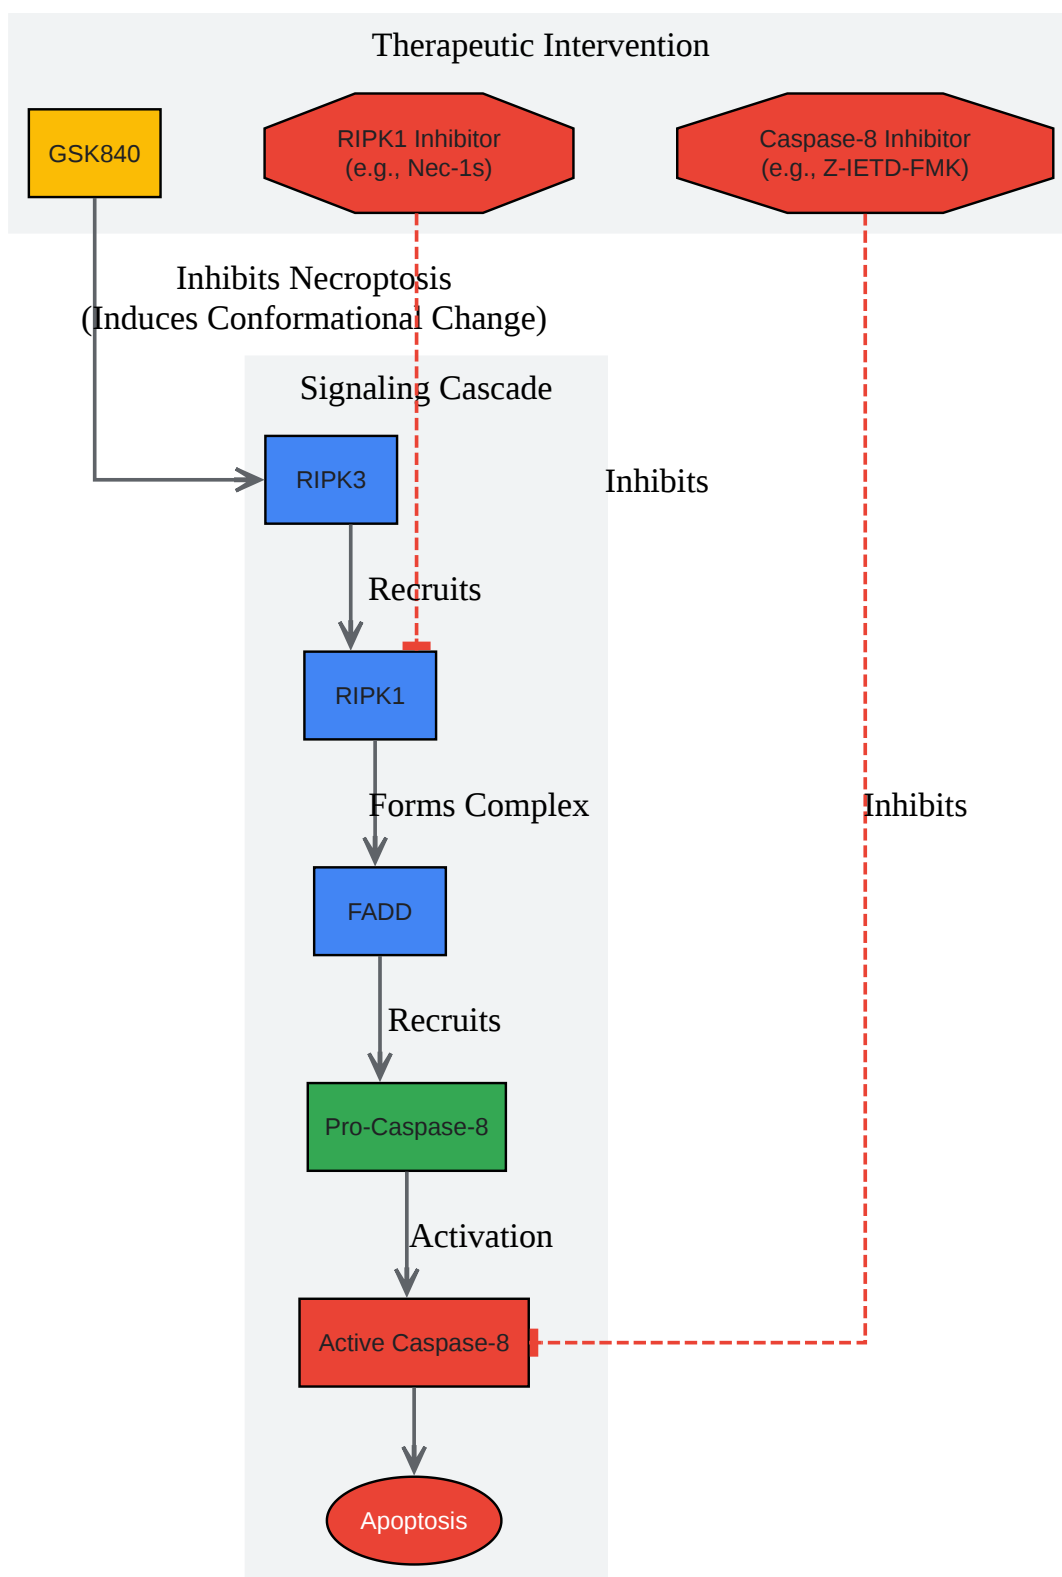 Therapeutic Intervention
GSK840
RIPK1 Inhibitor
(e.g., Nec-1s)
Caspase-8 Inhibitor
(e.g., Z-IETD-FMK)
Inhibits Necroptosis
(Induces Conformational Change)
Signaling Cascade
RIPK3
Inhibits
Recruits
RIPK1
Forms Complex
Inhibits
FADD
Recruits
Pro-Caspase-8
Activation
Active Caspase-8
Apoptosis